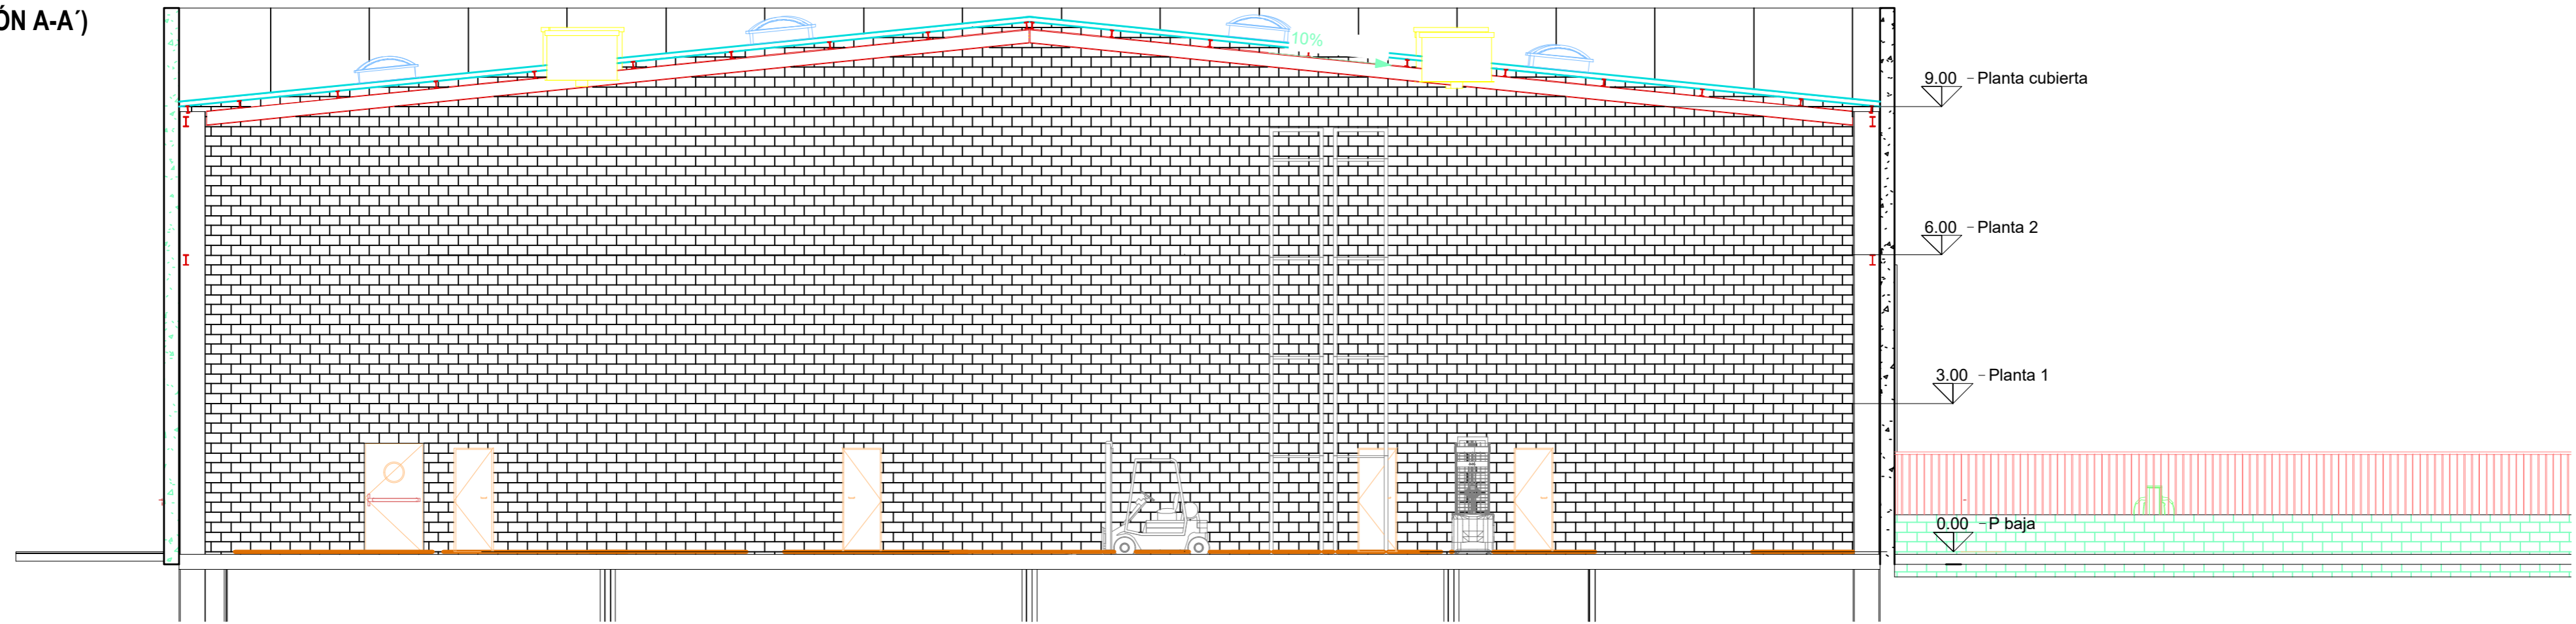 ÓN A-A´)
10%
9.00 - Planta cubierta
6.00 - Planta 2
3.00 - Planta 1
0.00 - P baja